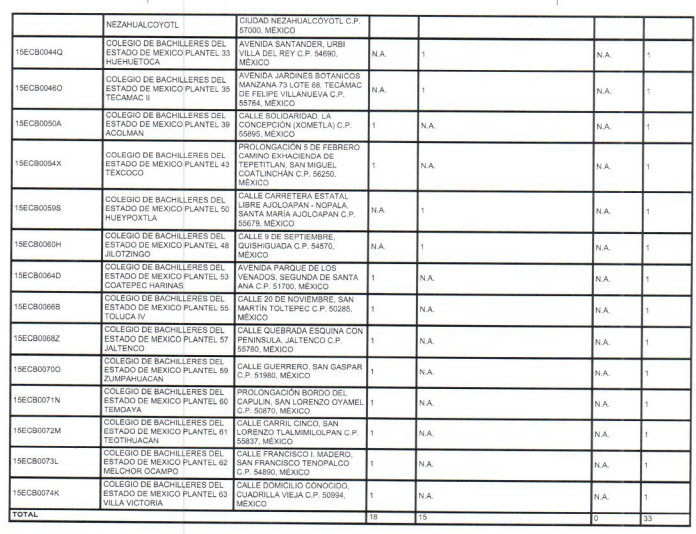 NEZAHUALCOYOTL
CIUDAD NEZAHUALCÓYOTL C.P.
57000, MÉXICO
15ECB0044Q
COLEGIO DE BACHILLERES DEL
ESTADO DE MEXICO PLANTEL 33
HUEHUETOCA
AVENIDA SANTANDER, URBI
VILLA DEL REY C.P. 54690,
MÉXICO
N.A. 1 N.A. 1
15ECB0046O
COLEGIO DE BACHILLERES DEL
ESTADO DE MEXICO PLANTEL 35
TECAMAC II
AVENIDA JARDINES BOTANICOS
MANZANA 73 LOTE 68, TECÁMAC
DE FELIPE VILLANUEVA C.P.
55764, MÉXICO
N.A. 1 N.A. 1
15ECB0050A
COLEGIO DE BACHILLERES DEL
ESTADO DE MEXICO PLANTEL 39
ACOLMAN
CALLE SOLIDARIDAD, LA
CONCEPCIÓN (XOMETLA) C.P.
55895, MÉXICO
1 N.A. N.A. 1
15ECB0054X
COLEGIO DE BACHILLERES DEL
ESTADO DE MEXICO PLANTEL 43
TEXCOCO
PROLONGACIÓN 5 DE FEBRERO
CAMINO EXHACIENDA DE
TEPETITLAN, SAN MIGUEL
COATLINCHÁN C.P. 56250,
MÉXICO
1 N.A. N.A. 1
15ECB0059S
COLEGIO DE BACHILLERES DEL
ESTADO DE MEXICO PLANTEL 50
HUEYPOXTLA
CALLE CARRETERA ESTATAL
LIBRE AJOLOAPAN - NOPALA,
SANTA MARÍA AJOLOAPAN C.P.
55679, MÉXICO
N.A. 1 N.A. 1
15ECB0060H
COLEGIO DE BACHILLERES DEL
ESTADO DE MEXICO PLANTEL 48
JILOTZINGO
CALLE 9 DE SEPTIEMBRE,
QUISHIGUADA C.P. 54570,
MÉXICO
N.A. 1 N.A. 1
15ECB0064D
COLEGIO DE BACHILLERES DEL
ESTADO DE MEXICO PLANTEL 53
COATEPEC HARINAS
AVENIDA PARQUE DE LOS
VENADOS, SEGUNDA DE SANTA
ANA C.P. 51700, MÉXICO
1 N.A. N.A. 1
15ECB0066B
COLEGIO DE BACHILLERES DEL
ESTADO DE MEXICO PLANTEL 55
TOLUCA IV
CALLE 20 DE NOVIEMBRE, SAN
MARTÍN TOLTEPEC C.P. 50285,
MÉXICO
1 N.A. N.A. 1
15ECB0068Z
COLEGIO DE BACHILLERES DEL
ESTADO DE MEXICO PLANTEL 57
JALTENCO
CALLE QUEBRADA ESQUINA CON
PENINSULA, JALTENCO C.P.
55780, MÉXICO
1 N.A. N.A. 1
15ECB0070O
COLEGIO DE BACHILLERES DEL
ESTADO DE MEXICO PLANTEL 59
ZUMPAHUACAN
CALLE GUERRERO, SAN GASPAR
C.P. 51980, MÉXICO
1 N.A. N.A. 1
15ECB0071N
COLEGIO DE BACHILLERES DEL
ESTADO DE MEXICO PLANTEL 60
TEMOAYA
PROLONGACIÓN BORDO DEL
CAPULIN, SAN LORENZO OYAMEL
C.P. 50870, MÉXICO
1 N.A. N.A. 1
15ECB0072M
COLEGIO DE BACHILLERES DEL
ESTADO DE MEXICO PLANTEL 61
TEOTIHUACAN
CALLE CARRIL CINCO, SAN
LORENZO TLALMIMILOLPAN C.P.
55837, MÉXICO
1 N.A. N.A. 1
15ECB0073L
COLEGIO DE BACHILLERES DEL
ESTADO DE MEXICO PLANTEL 62
MELCHOR OCAMPO
CALLE FRANCISCO I. MADERO,
SAN FRANCISCO TENOPALCO
C.P. 54890, MÉXICO
1 N.A. N.A. 1
15ECB0074K
COLEGIO DE BACHILLERES DEL
ESTADO DE MEXICO PLANTEL 63
VILLA VICTORIA
CALLE DOMICILIO CONOCIDO,
CUADRILLA VIEJA C.P. 50994,
MÉXICO
1 N.A. N.A. 1
TOTAL 18 15 0 33